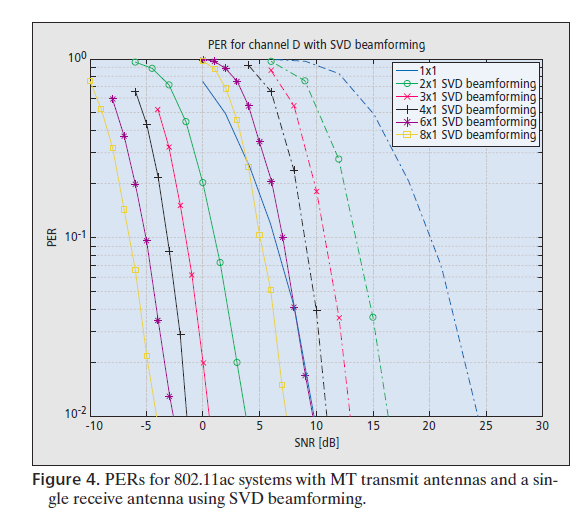 PER for channel D with SVD beamforming
10⁰
1x1
2x1 SVD beamforming
3x1 SVD beamforming
4x1 SVD beamforming
6x1 SVD beamforming
8x1 SVD beamforming
PER
10⁻¹
10⁻²
-10 -5 0 5 10 15 20 25 30
SNR [dB]
Figure 4. PERs for 802.11ac systems with MT transmit antennas and a sin-
gle receive antenna using SVD beamforming.